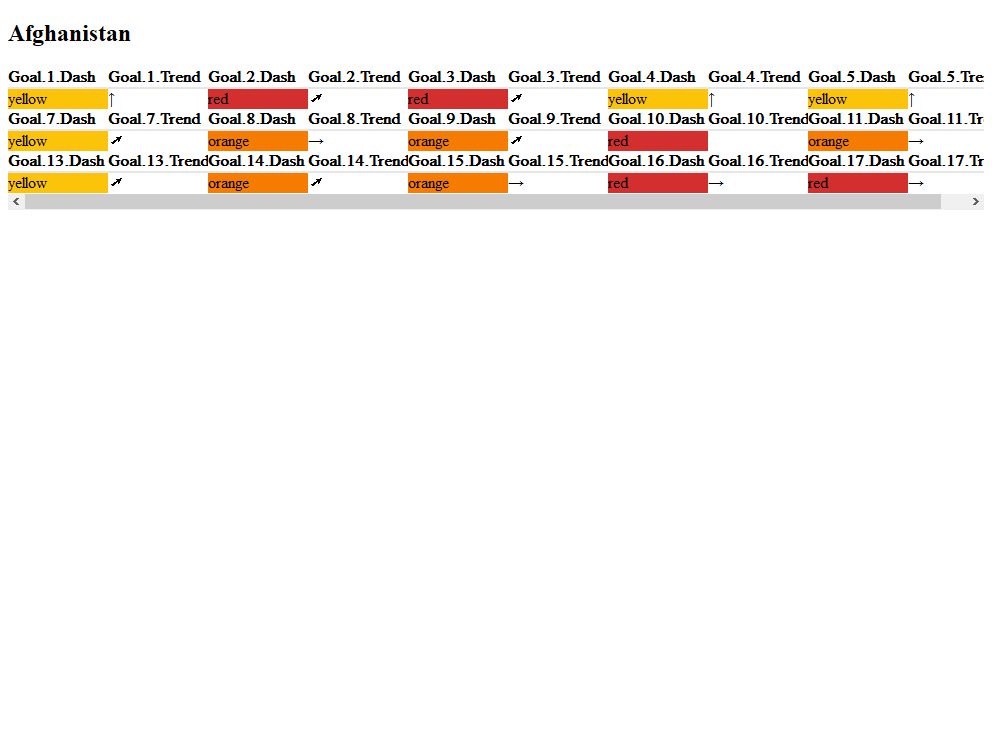 Afghanistan
Goal.1.Dash Goal.1.Trend Goal.2.Dash Goal.2.Trend Goal.3.Dash Goal.3.Trend Goal.4.Dash Goal.4.Trend Goal.5.Dash Goal.5.Tre
yellow ↑ red ↗ red ↗ yellow ↑ yellow ↑
Goal.7.Dash Goal.7.Trend Goal.8.Dash Goal.8.Trend Goal.9.Dash Goal.9.Trend Goal.10.Dash Goal.10.Trend Goal.11.Dash Goal.11.Tr
yellow ↗ orange → orange ↗ red orange →
Goal.13.Dash Goal.13.Trend Goal.14.Dash Goal.14.Trend Goal.15.Dash Goal.15.Trend Goal.16.Dash Goal.16.Trend Goal.17.Dash Goal.17.Tr
yellow ↗ orange ↗ orange → red → red →